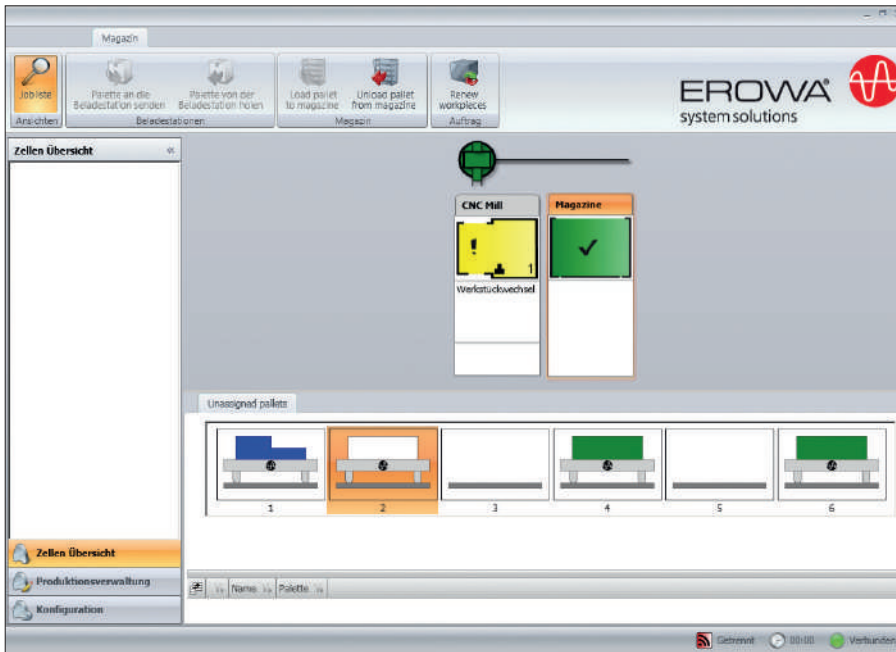 Magazin
Jobliste
Palette an die
Beladestation senden
Palette von der
Beladestation holen
Load pallet
to magazine
Unload pallet
from magazine
Renew
workpieces
Ansichten
Beladestationen
Magazin
Auftrag
EROWA
system solutions
Zellen Übersicht
CNC Mill
Magazine
!
1
Werkstückwechsel
Unassigned pallets
1
2
3
4
5
6
Zellen Übersicht
Produktionsverwaltung
Konfiguration
Name
Palette
Getrennt
00:00
Verbunden